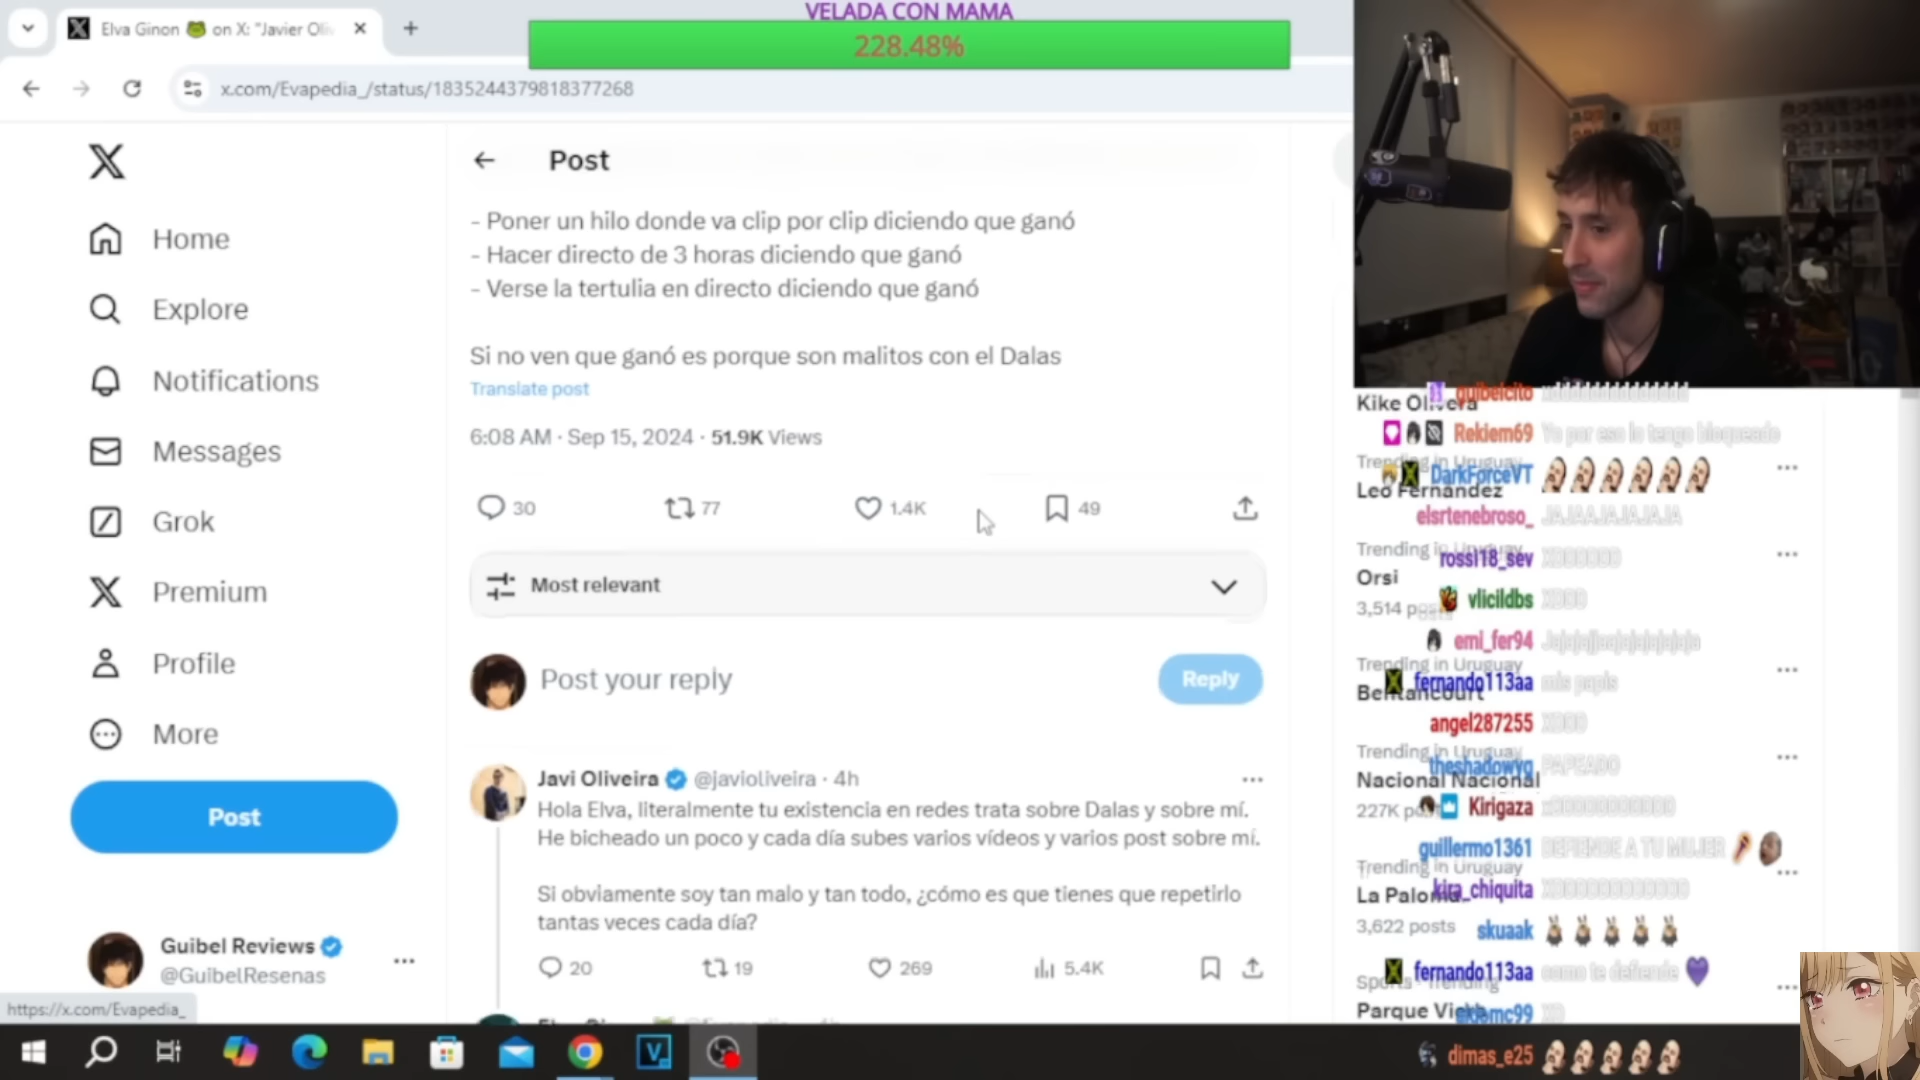 VELADA CON MAMA
228.48%
Elva Ginon 🐸 on X: "Javier Oli
x.com/Evapedia_/status/1835244379818377268
Home
Explore
Notifications
Messages
Grok
Premium
Profile
More
Post
Guibel Reviews
@GuibelResenas
https://x.com/Evapedia_
Post
- Poner un hilo donde va clip por clip diciendo que ganó
- Hacer directo de 3 horas diciendo que ganó
- Verse la tertulia en directo diciendo que ganó
Si no ven que ganó es porque son malitos con el Dalas
Translate post
6:08 AM · Sep 15, 2024 · 51.9K Views
30 77 1.4K 49
Most relevant
Post your reply
Reply
Javi Oliveira @javioliveira · 4h
Hola Elva, literalmente tu existencia en redes trata sobre Dalas y sobre mí.
He bicheado un poco y cada día subes varios vídeos y varios post sobre mí.
Si obviamente soy tan malo y tan todo, ¿cómo es que tienes que repetirlo
tantas veces cada día?
20 19 269 5.4K
Kike Olivera
guibelcito
Rekiem69 Yo por eso lo tengo bloqueado
Trending in Uruguay
DarkForceVT
Leo Fernández
elsrtenebroso_ JAJAAJAJAJAJA
Trending in Uruguay
rossi18_sev
Orsi
vlicildbs
3,514 posts
emi_fer94
Trending in Uruguay
fernando113aa mis papis
Bentancourt
angel287255
Trending in Uruguay
theshadowyg PAPEADO
Nacional Nacional
Kirigaza
227K
guillermo1361 DEFIENDE A TU MUJER
Trending in Uruguay
kira_chiquita
La Paloma
3,622 posts
skuaak
fernando113aa como te defiende
Sports · Trending
Parque Viera
dimas_e25